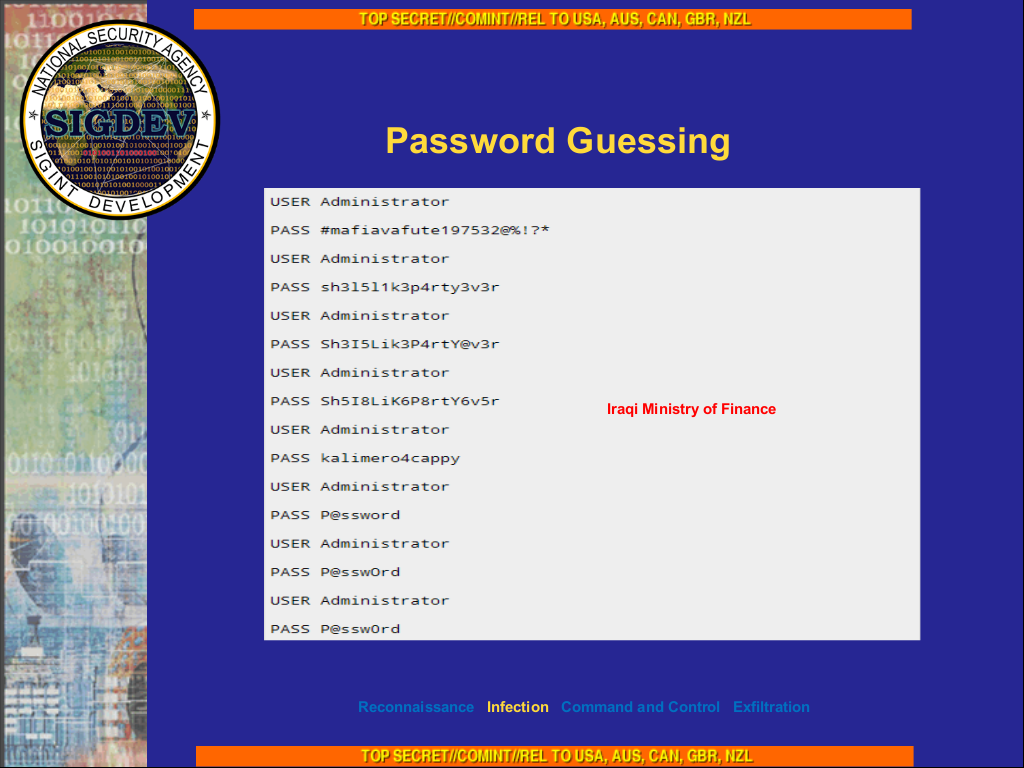 TOP SECRET//COMINT//REL TO USA, AUS, CAN, GBR, NZL
NATIONAL SECURITY AGENCY
SIGDEV
SIGINT DEVELOPMENT
Password Guessing
USER Administrator
PASS #mafiavafute197532@%!?*
USER Administrator
PASS sh3l5l1k3p4rty3v3r
USER Administrator
PASS Sh3I5Lik3P4rtY@v3r
USER Administrator
PASS Sh5I8LiK6P8rtY6v5r
USER Administrator
PASS kalimero4cappy
USER Administrator
PASS P@ssword
USER Administrator
PASS P@ssw0rd
USER Administrator
PASS P@ssw0rd
Iraqi Ministry of Finance
Reconnaissance Infection Command and Control Exfiltration
TOP SECRET//COMINT//REL TO USA, AUS, CAN, GBR, NZL